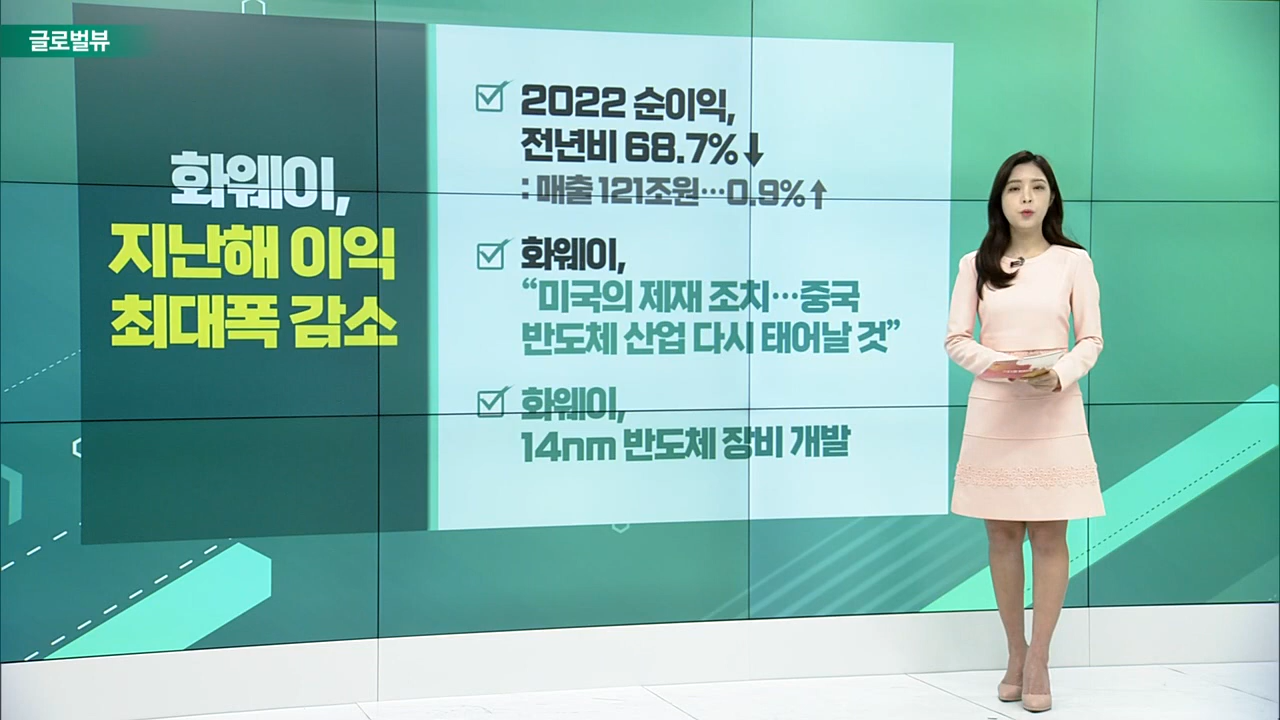 글로벌뷰
화웨이,
지난해 이익
최대폭 감소
2022 순이익,
전년비 68.7%↓
: 매출 121조원…0.9%↑
화웨이,
“미국의 제재 조치…중국
반도체 산업 다시 태어날 것”
화웨이,
14nm 반도체 장비 개발